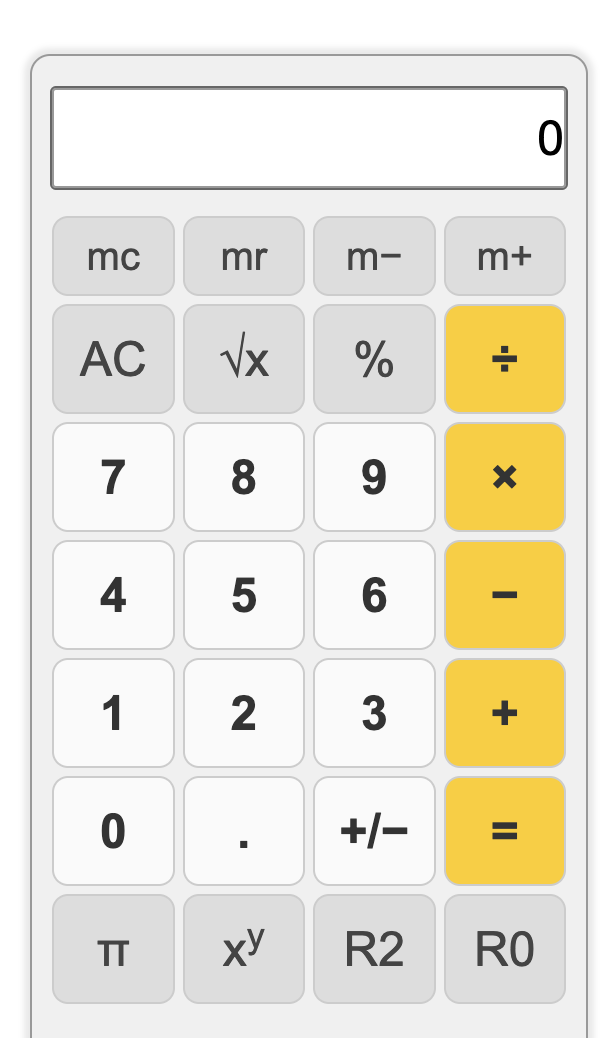 0
mc mr m− m+
AC √x % ÷
7 8 9 ×
4 5 6 −
1 2 3 +
0 . +/− =
π xʸ R2 R0